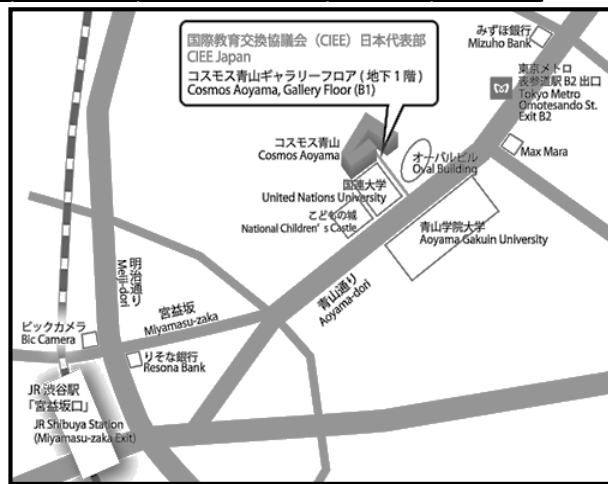 国際教育交換協議会（CIEE）日本代表部
CIEE Japan
コスモス青山ギャラリーフロア（地下1階）
Cosmos Aoyama, Gallery Floor (B1)
みずほ銀行
Mizuho Bank
東京メトロ
表参道駅 B2 出口
Tokyo Metro
Omotesando St.
Exit B2
Max Mara
コスモス青山
Cosmos Aoyama
オーバルビル
Oval Building
国連大学
United Nations University
こどもの城
National Children's Castle
青山学院大学
Aoyama Gakuin University
明治通り
Meiji-dori
青山通り
Aoyama-dori
宮益坂
Miyamasu-zaka
ビックカメラ
Bic Camera
りそな銀行
Resona Bank
JR 渋谷駅
「宮益坂口」
JR Shibuya Station
(Miyamasu-zaka Exit)